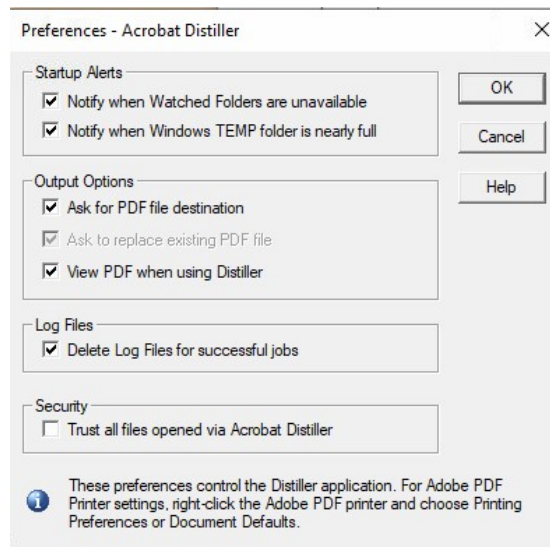 Preferences - Acrobat Distiller
Startup Alerts
Notify when Watched Folders are unavailable
Notify when Windows TEMP folder is nearly full
OK
Cancel
Help
Output Options
Ask for PDF file destination
Ask to replace existing PDF file
View PDF when using Distiller
Log Files
Delete Log Files for successful jobs
Security
Trust all files opened via Acrobat Distiller
These preferences control the Distiller application. For Adobe PDF
Printer settings, right-click the Adobe PDF printer and choose Printing
Preferences or Document Defaults.